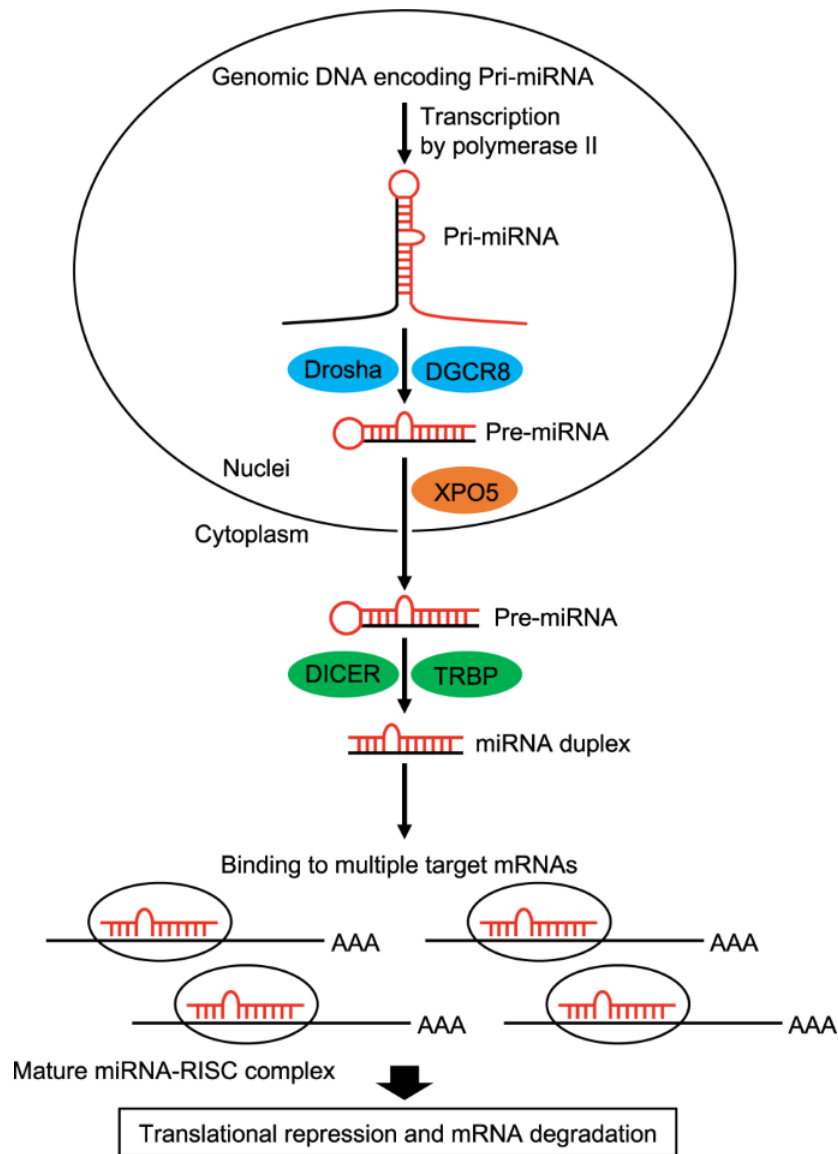 Genomic DNA encoding Pri-miRNA
Transcription
by polymerase II
Pri-miRNA
Drosha
DGCR8
Pre-miRNA
Nuclei
XPO5
Cytoplasm
Pre-miRNA
DICER
TRBP
miRNA duplex
Binding to multiple target mRNAs
AAA
AAA
AAA
AAA
Mature miRNA-RISC complex
Translational repression and mRNA degradation